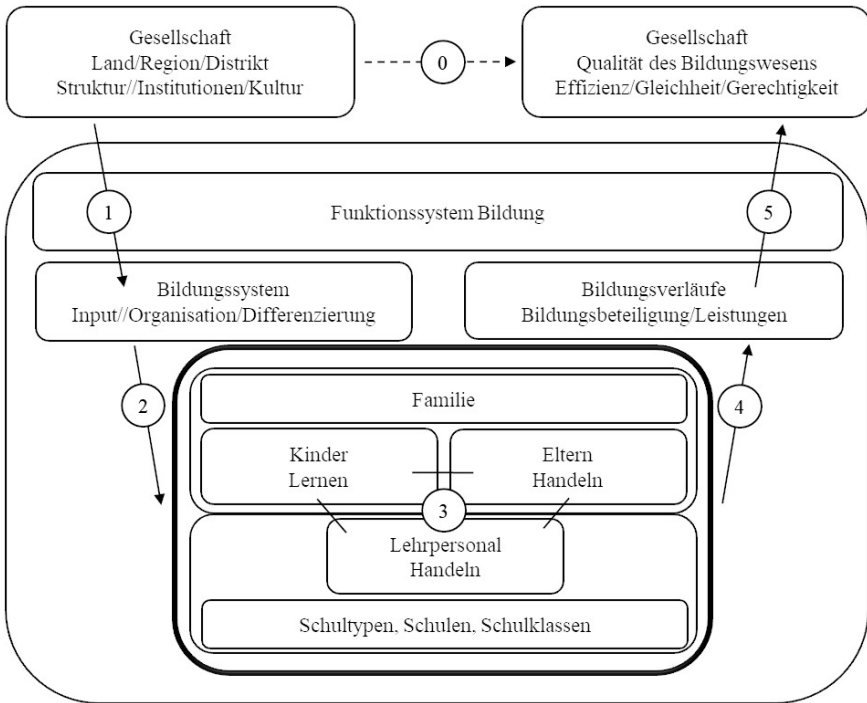 Gesellschaft
Land/Region/Distrikt
Struktur//Institutionen/Kultur
0
Gesellschaft
Qualität des Bildungswesens
Effizienz/Gleichheit/Gerechtigkeit
1
Funktionssystem Bildung
5
Bildungssystem
Input//Organisation/Differenzierung
Bildungsverläufe
Bildungsbeteiligung/Leistungen
2
Familie
4
Kinder
Lernen
Eltern
Handeln
3
Lehrpersonal
Handeln
Schultypen, Schulen, Schulklassen